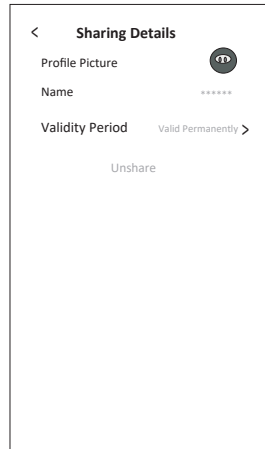 < Sharing Details
Profile Picture
Name ******
Validity Period Valid Permanently >
Unshare